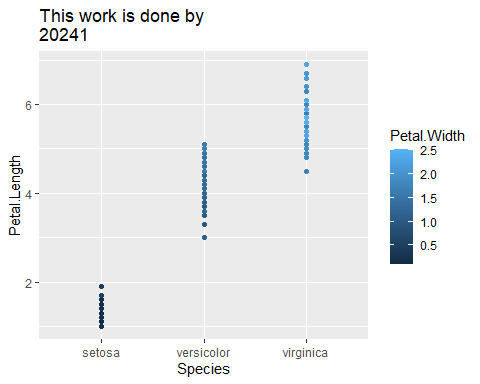 This work is done by
20241
Petal.Length
6
4
2
setosa
versicolor
virginica
Species
Petal.Width
2.5
2.0
1.5
1.0
0.5